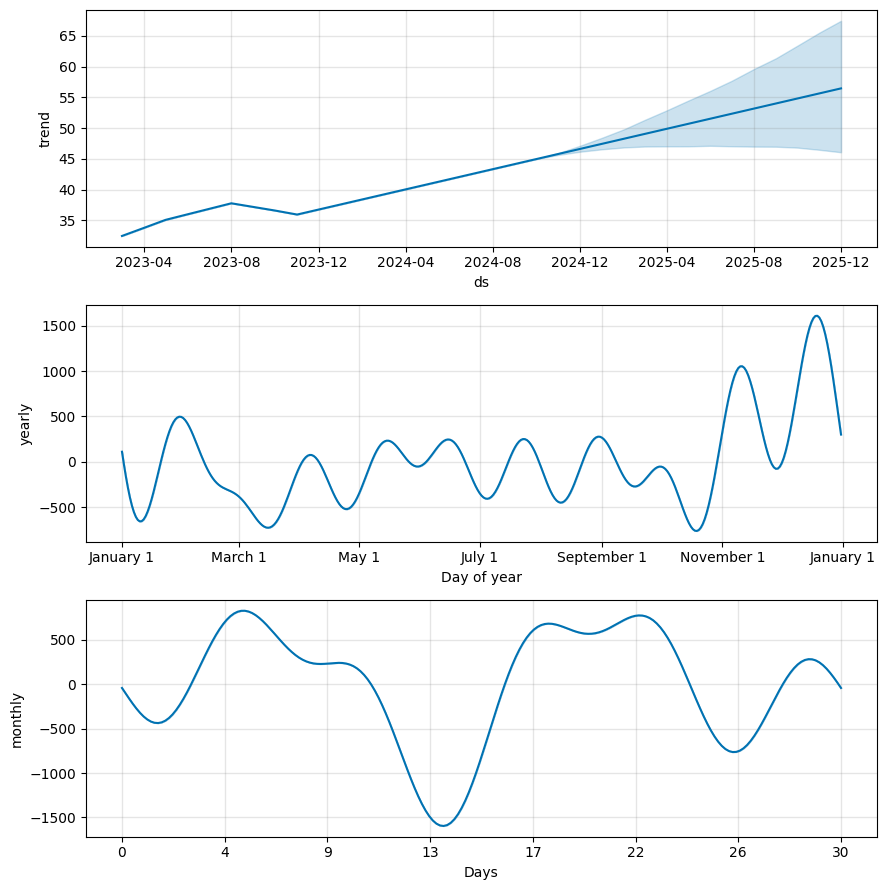 trend
65
60
55
50
45
40
35
2023-04 2023-08 2023-12 2024-04 2024-08 2024-12 2025-04 2025-08 2025-12
ds
yearly
1500
1000
500
0
−500
January 1 March 1 May 1 July 1 September 1 November 1 January 1
Day of year
monthly
500
0
−500
−1000
−1500
0 4 9 13 17 22 26 30
Days